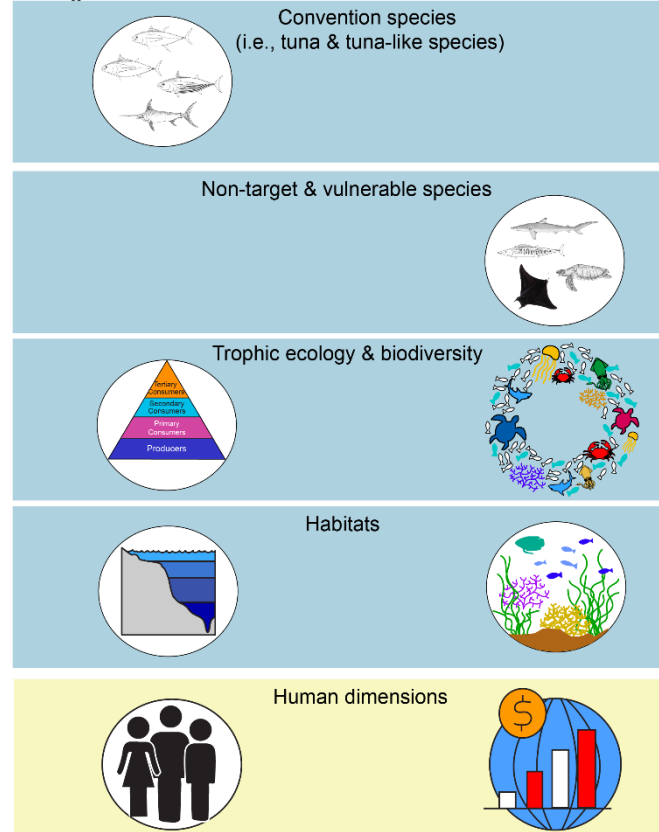 Convention species
(i.e., tuna & tuna-like species)
Non-target & vulnerable species
Trophic ecology & biodiversity
Tertiary
Consumers
Secondary
Consumers
Primary
Consumers
Producers
Habitats
Human dimensions
$